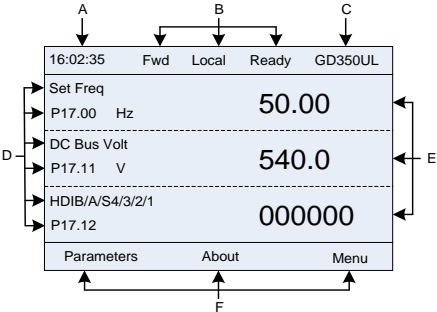 A B C
16:02:35 Fwd Local Ready GD350UL
Set Freq
P17.00 Hz 50.00
DC Bus Volt
D P17.11 V 540.0 E
HDIB/A/S4/3/2/1
P17.12 000000
Parameters About Menu
F